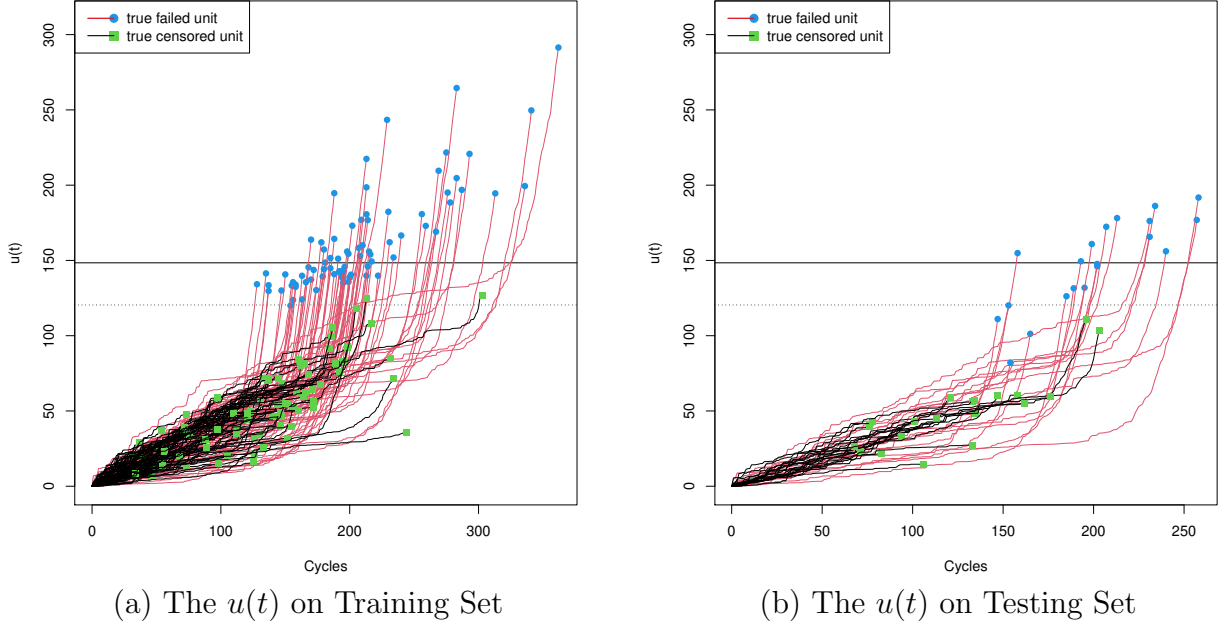 true failed unit
true censored unit
u(t)
0
50
100
150
200
250
300
0
100
200
300
Cycles
(a) The u(t) on Training Set
true failed unit
true censored unit
u(t)
0
50
100
150
200
250
300
0
50
100
150
200
250
Cycles
(b) The u(t) on Testing Set